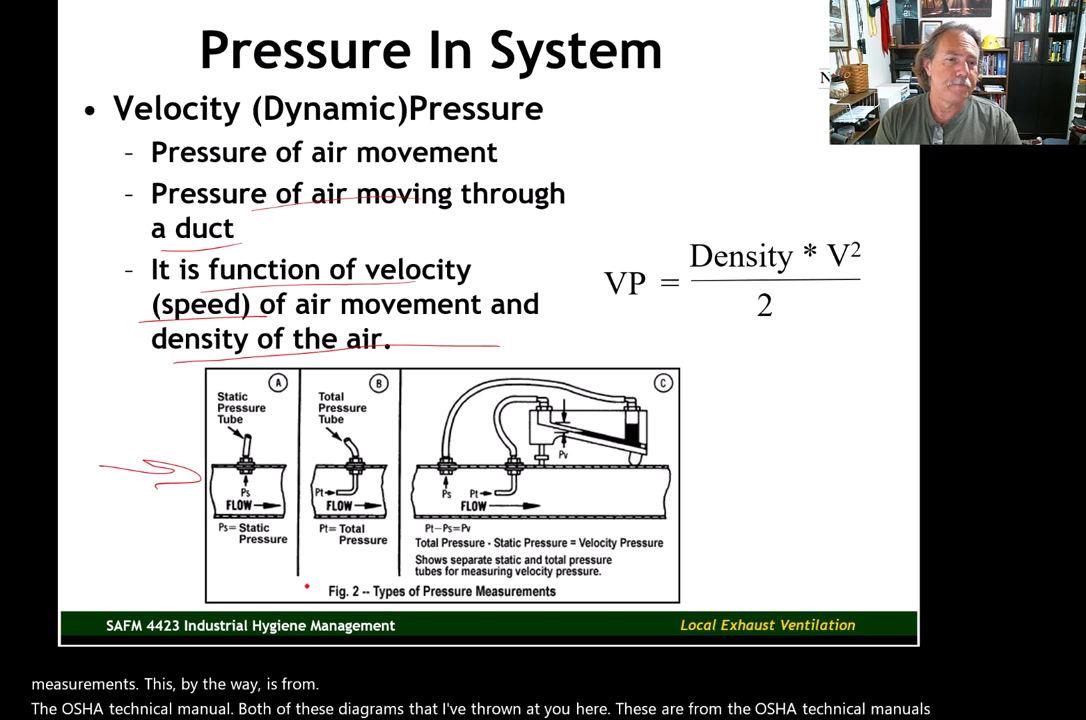 Pressure In System
• Velocity (Dynamic)Pressure
- Pressure of air movement
- Pressure of air moving through
a duct
- It is function of velocity
(speed) of air movement and
density of the air.
VP = Density * V²
2
N
A
Static
Pressure
Tube
Ps
FLOW
Ps= Static
Pressure
B
Total
Pressure
Tube
Pt
FLOW
Pt= Total
Pressure
C
Pv
Ps
Pt
FLOW
Pt-Ps=Pv
Total Pressure - Static Pressure = Velocity Pressure
Shows separate static and total pressure
tubes for measuring velocity pressure.
Fig. 2 -- Types of Pressure Measurements
SAFM 4423 Industrial Hygiene Management
Local Exhaust Ventilation
measurements. This, by the way, is from.
The OSHA technical manual. Both of these diagrams that I've thrown at you here. These are from the OSHA technical manuals